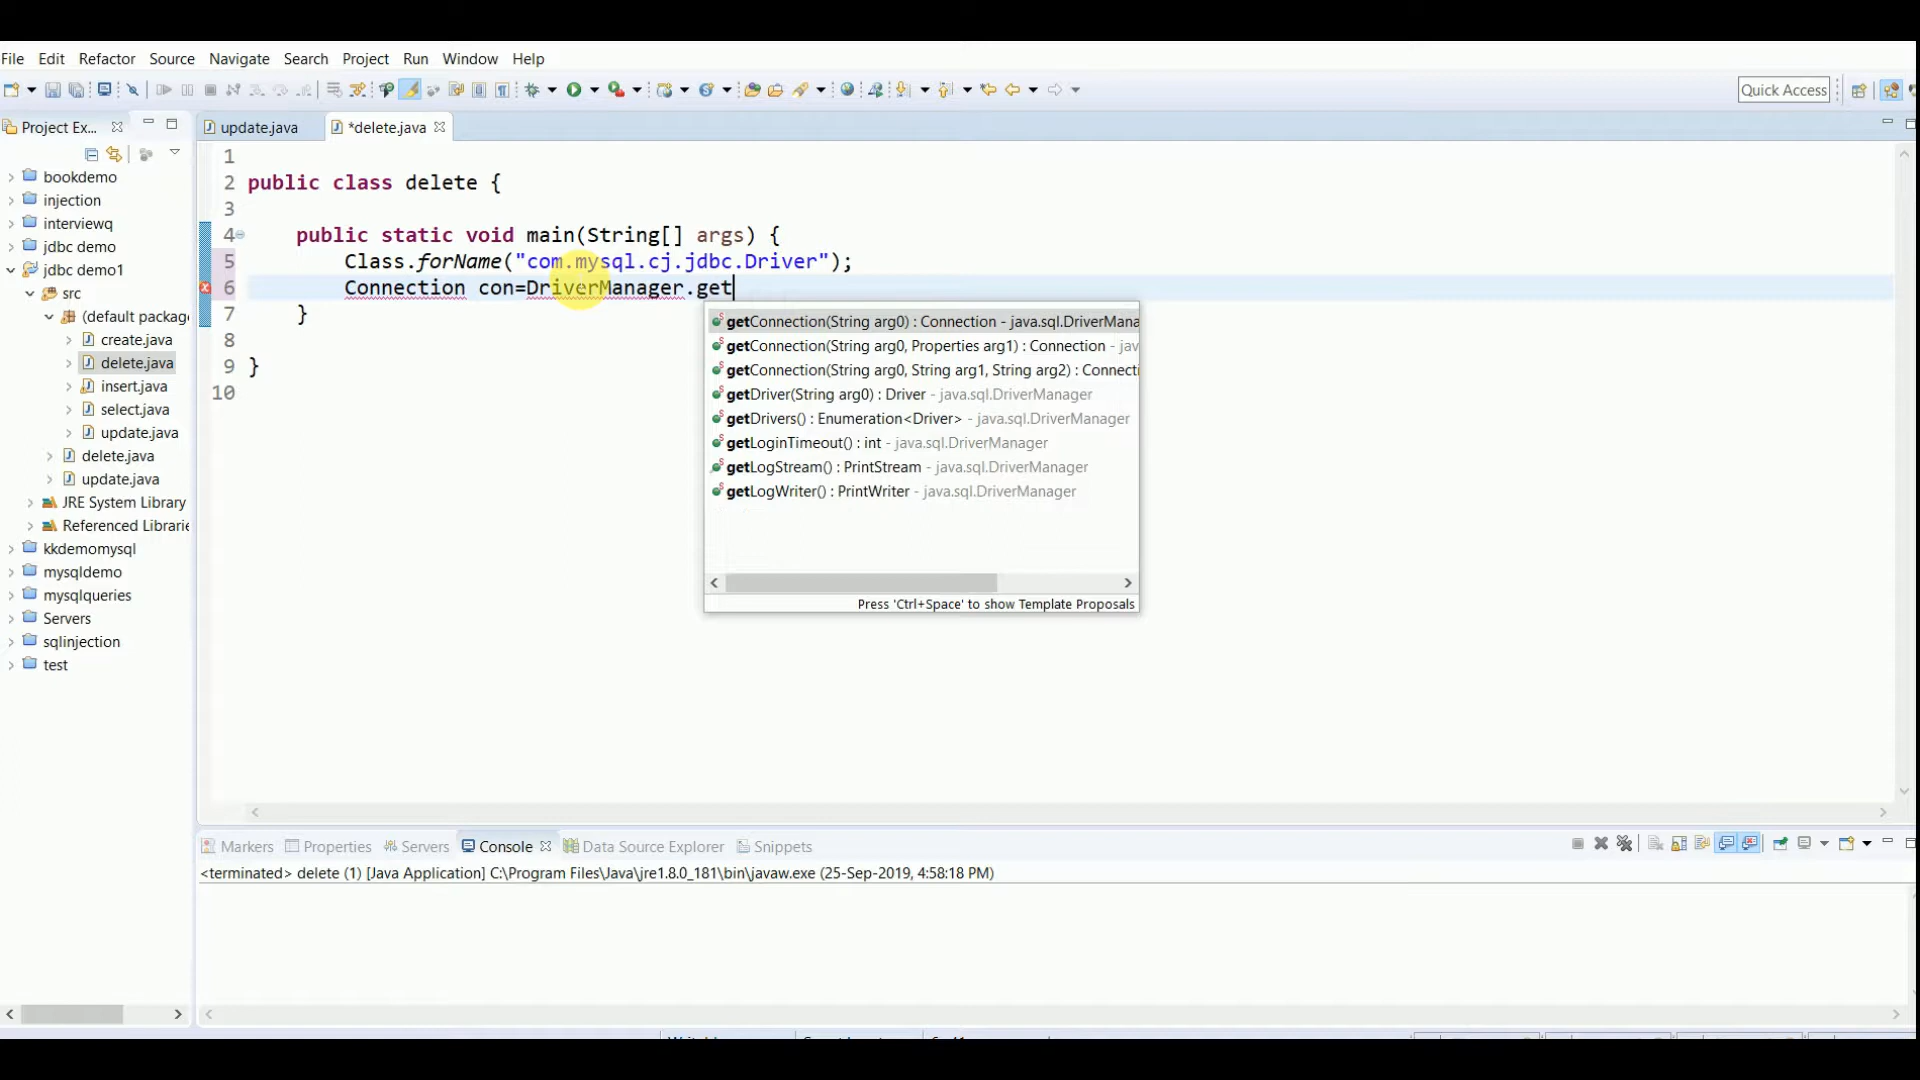 File Edit Refactor Source Navigate Search Project Run Window Help
Quick Access
Project Ex...
update.java
*delete.java
bookdemo
injection
interviewq
jdbc demo
jdbc demo1
src
(default package
create.java
delete.java
insert.java
select.java
update.java
delete.java
update.java
JRE System Library
Referenced Librarie
kkdemomysql
mysqldemo
mysqlqueries
Servers
sqlinjection
test
1
2 public class delete {
3
4 public static void main(String[] args) {
5 Class.forName("com.mysql.cj.jdbc.Driver");
6 Connection con=DriverManager.get
7 }
8
9 }
10
getConnection(String arg0) : Connection - java.sql.DriverMana
getConnection(String arg0, Properties arg1) : Connection - jav
getConnection(String arg0, String arg1, String arg2) : Connecti
getDriver(String arg0) : Driver - java.sql.DriverManager
getDrivers() : Enumeration<Driver> - java.sql.DriverManager
getLoginTimeout() : int - java.sql.DriverManager
getLogStream() : PrintStream - java.sql.DriverManager
getLogWriter() : PrintWriter - java.sql.DriverManager
Press 'Ctrl+Space' to show Template Proposals
Markers Properties Servers Console Data Source Explorer Snippets
<terminated> delete (1) [Java Application] C:\Program Files\Java\jre1.8.0_181\bin\javaw.exe (25-Sep-2019, 4:58:18 PM)